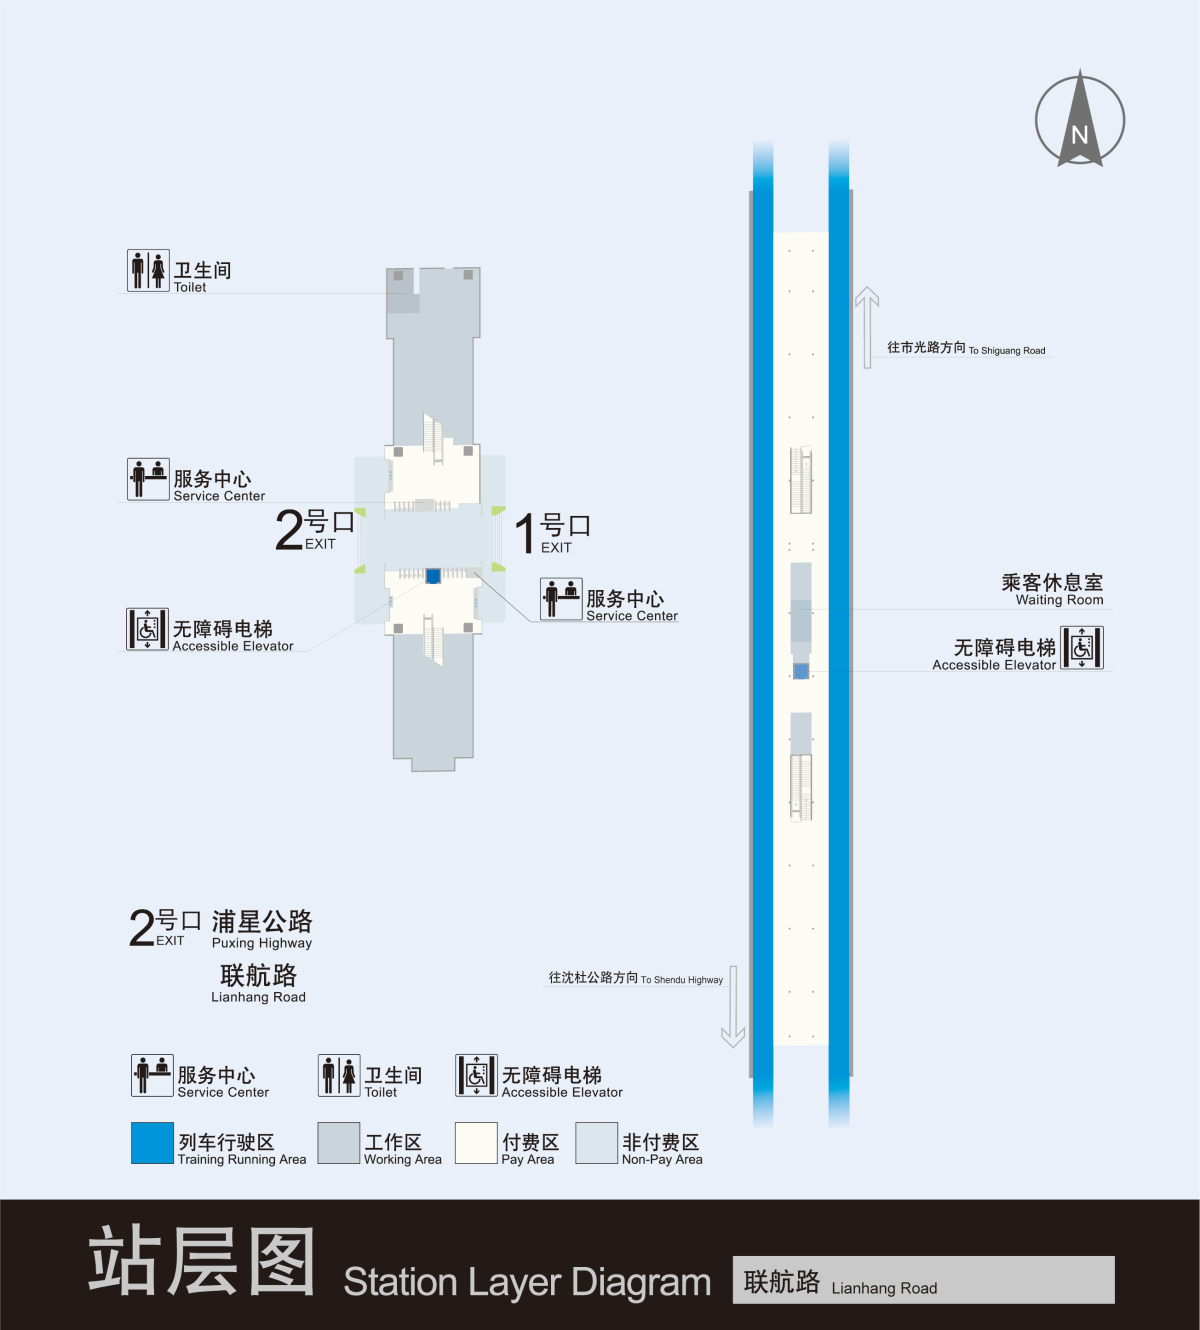 N
卫生间
Toilet
往市光路方向 To Shiguang Road
服务中心
Service Center
2号口
EXIT
1号口
EXIT
乘客休息室
Waiting Room
服务中心
Service Center
无障碍电梯
Accessible Elevator
无障碍电梯
Accessible Elevator
2号口 浦星公路
EXIT Puxing Highway
联航路
Lianhang Road
往沈杜公路方向 To Shendu Highway
服务中心 卫生间 无障碍电梯
Service Center Toilet Accessible Elevator
列车行驶区 工作区 付费区 非付费区
Training Running Area Working Area Pay Area Non-Pay Area
站层图 Station Layer Diagram 联航路 Lianhang Road